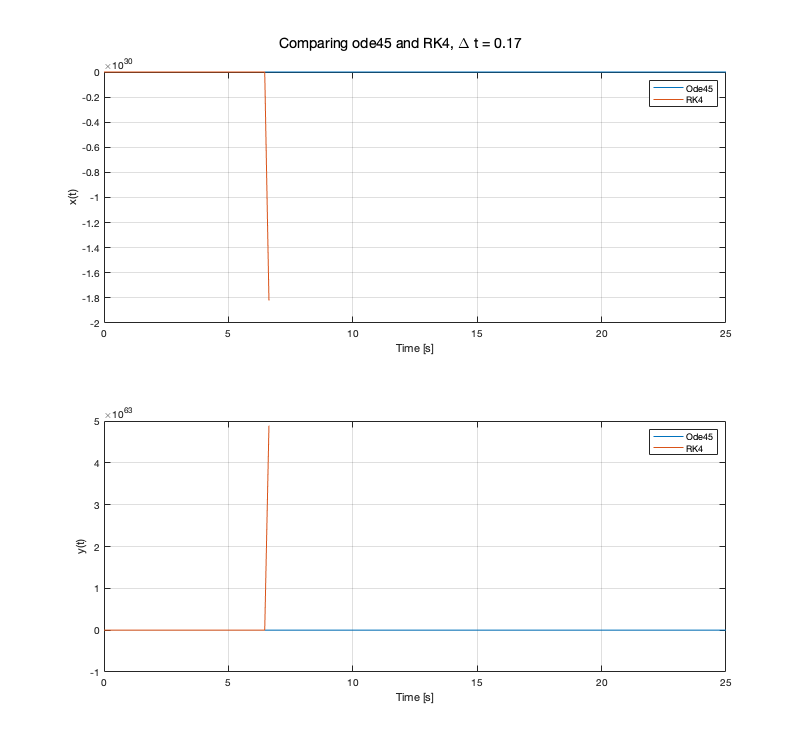 Comparing ode45 and RK4, Δ t = 0.17
×10^30
0
-0.2
-0.4
-0.6
-0.8
-1
-1.2
-1.4
-1.6
-1.8
-2
x(t)
Ode45
RK4
0 5 10 15 20 25
Time [s]
×10^63
5
4
3
2
1
0
-1
y(t)
Ode45
RK4
0 5 10 15 20 25
Time [s]